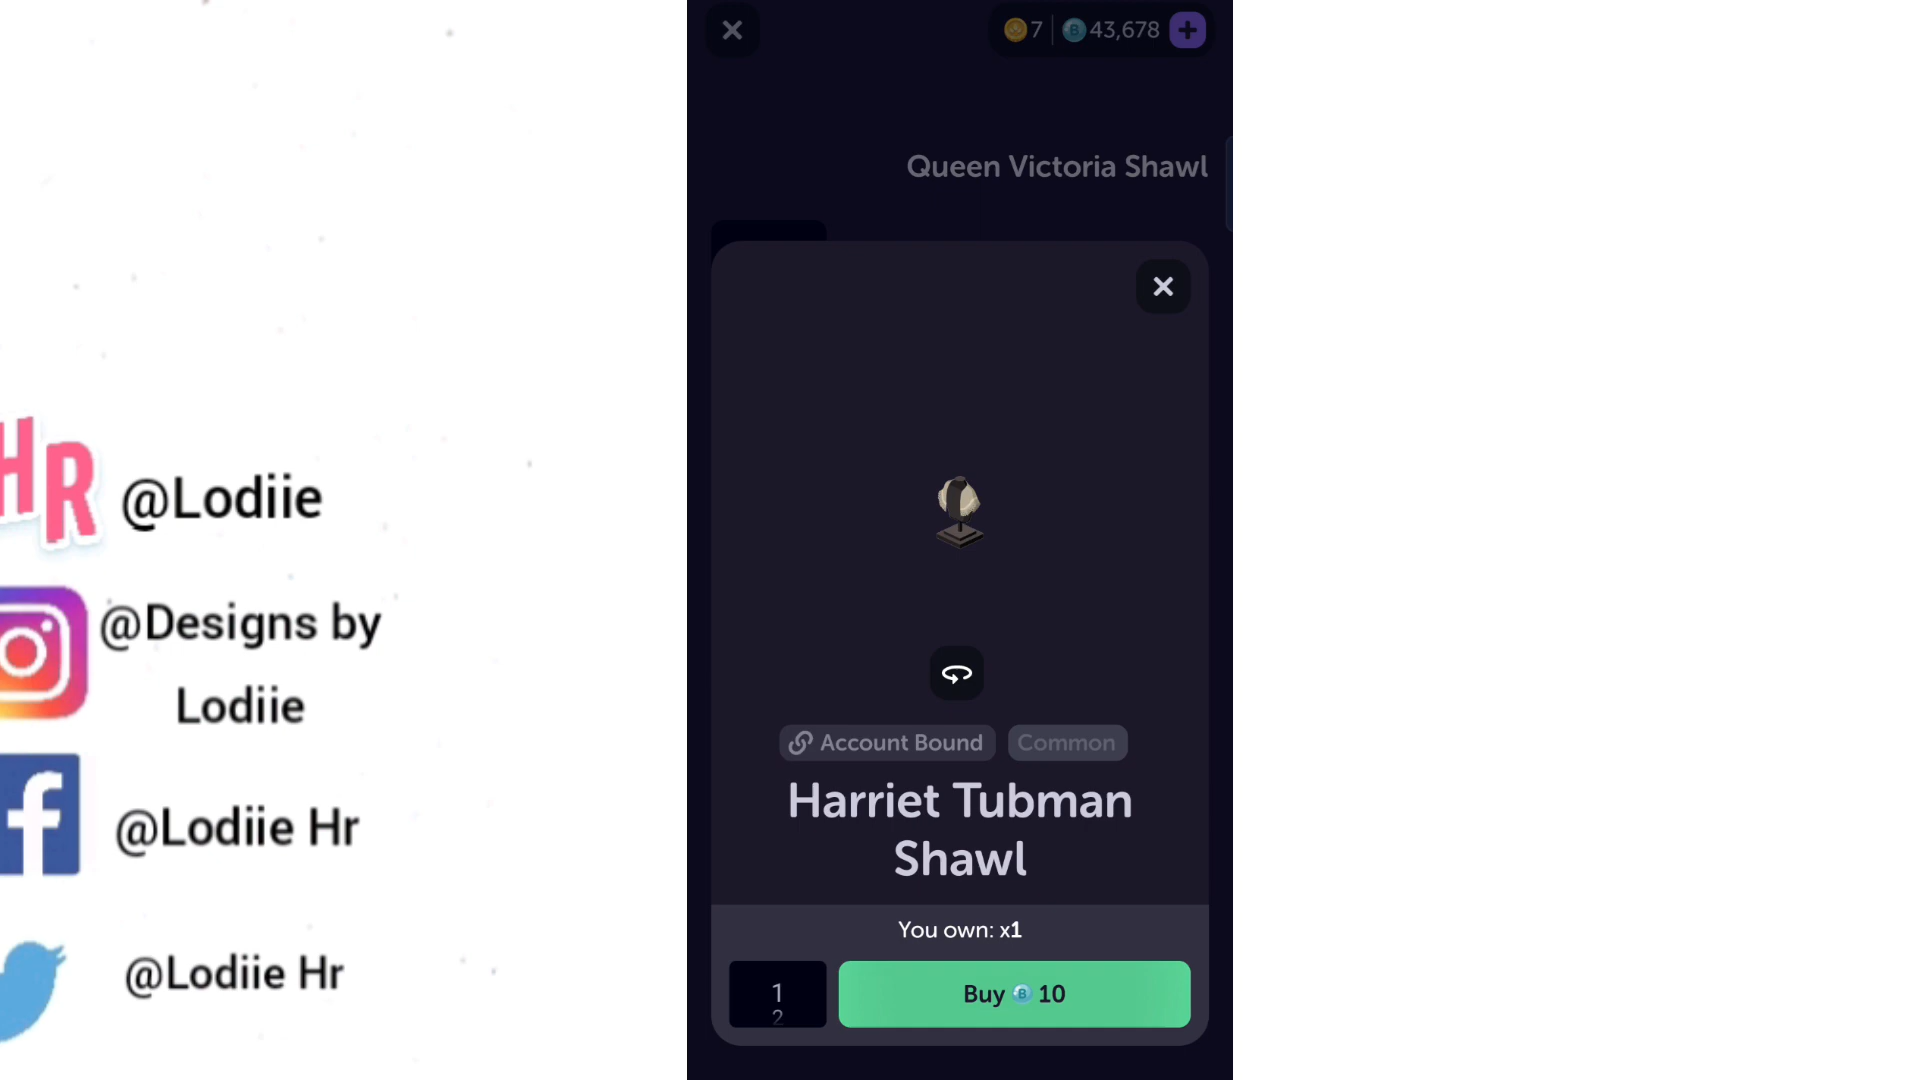 7
B 43,678
Queen Victoria Shawl
HR @Lodiie
@Designs by
Lodiie
@Lodiie Hr
@Lodiie Hr
Account Bound
Common
Harriet Tubman
Shawl
You own: x1
1
2
Buy B 10